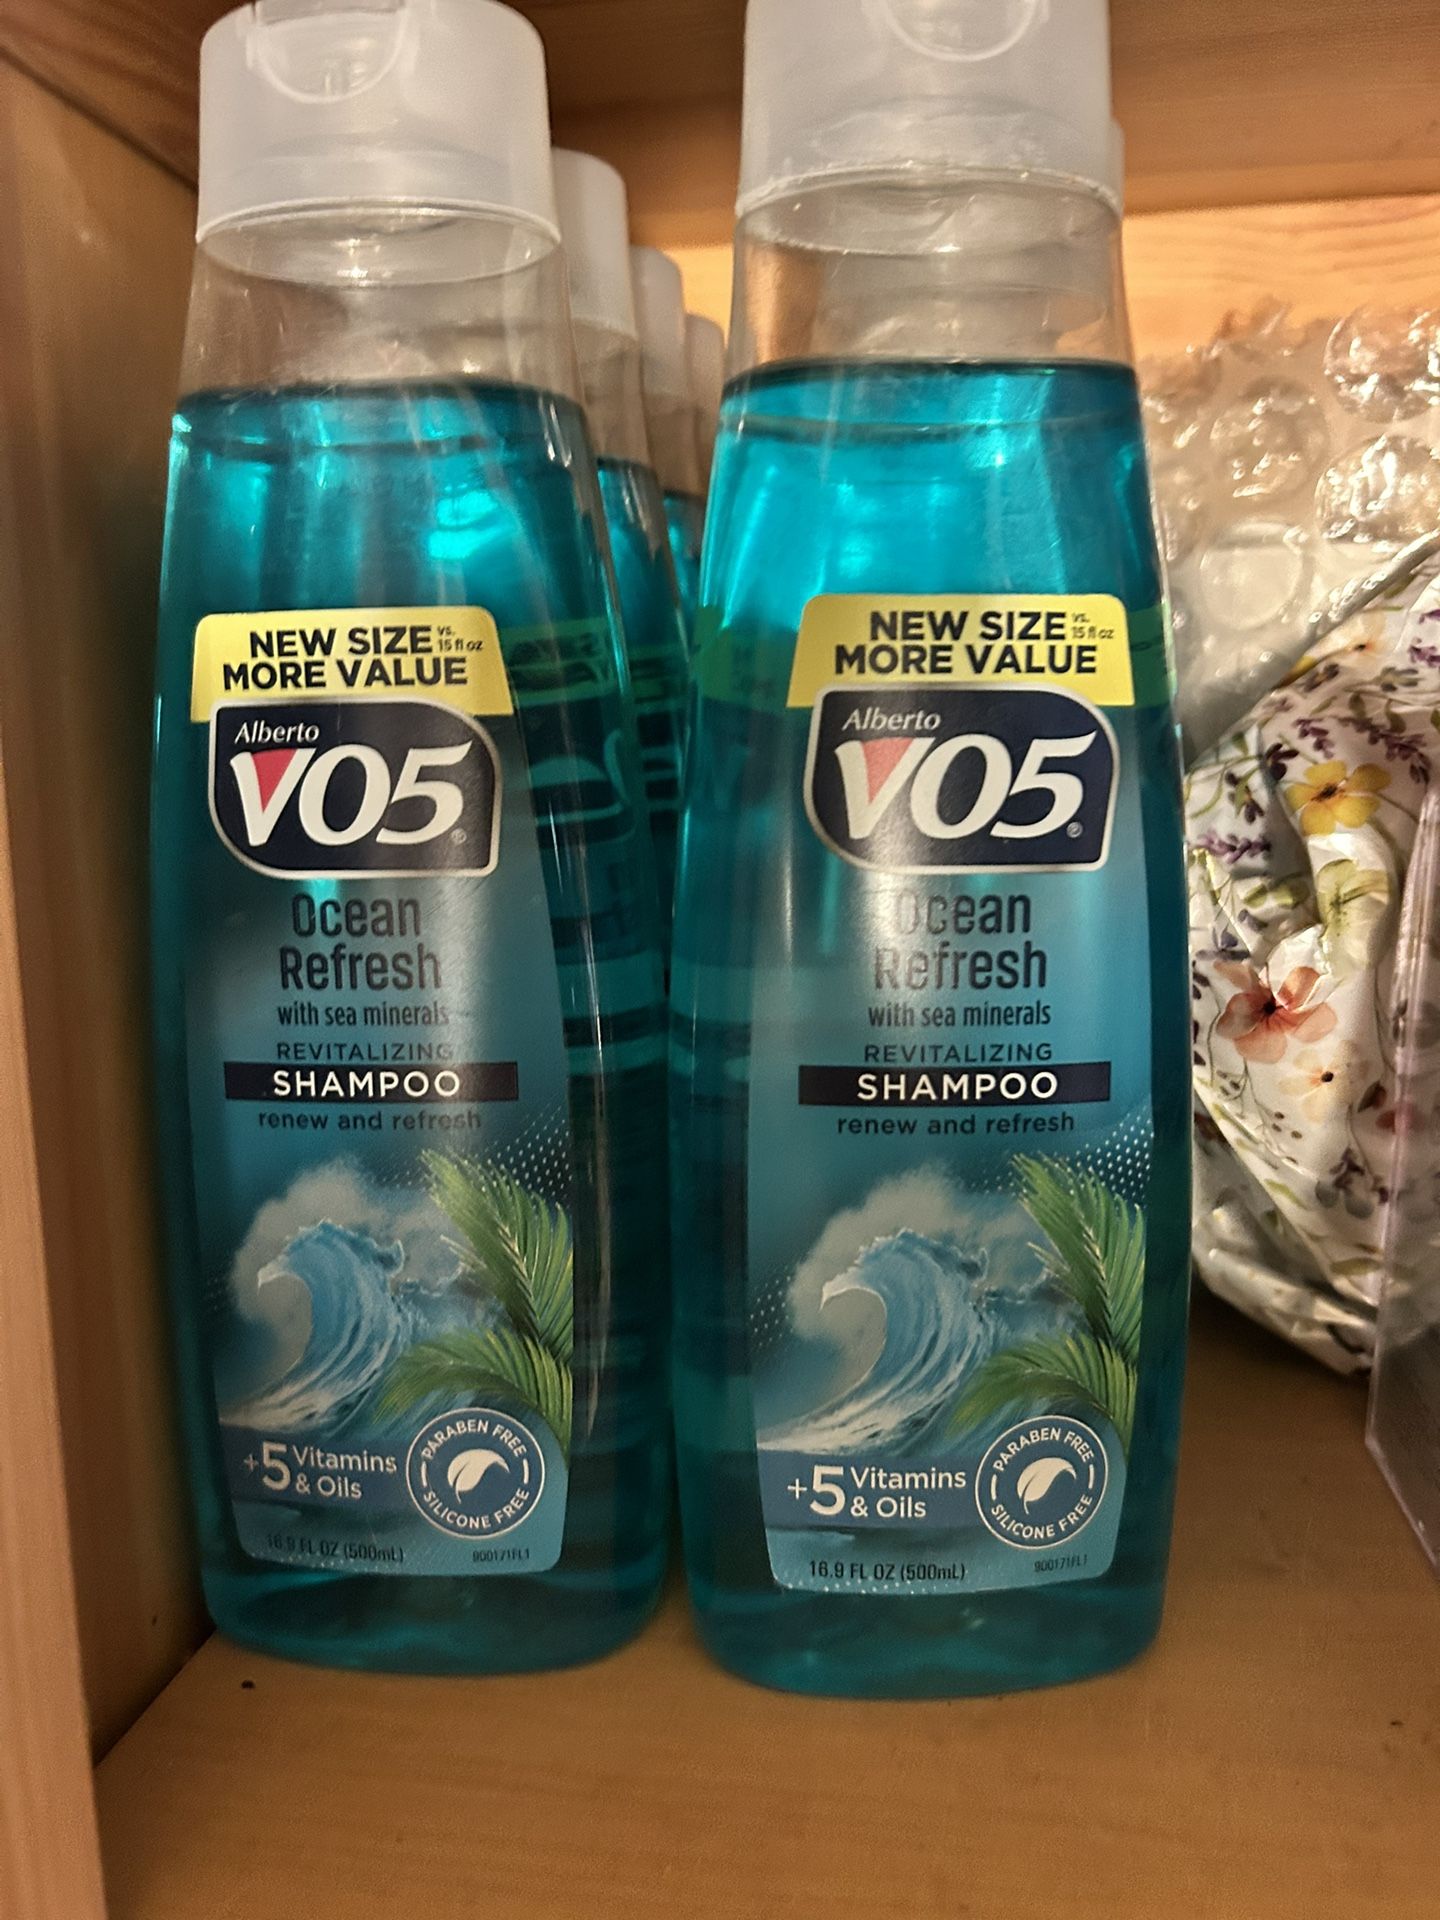 NEW SIZE vs. 15 fl oz
MORE VALUE
Alberto
VO5®
Ocean
Refresh
with sea minerals
REVITALIZING
SHAMPOO
renew and refresh
+5 Vitamins
& Oils
PARABEN FREE
SILICONE FREE
16.9 FL OZ (500mL)
900171FL1
NEW SIZE vs. 15 fl oz
MORE VALUE
Alberto
VO5®
Ocean
Refresh
with sea minerals
REVITALIZING
SHAMPOO
renew and refresh
+5 Vitamins
& Oils
PARABEN FREE
SILICONE FREE
16.9 FL OZ (500mL)
900171FL1